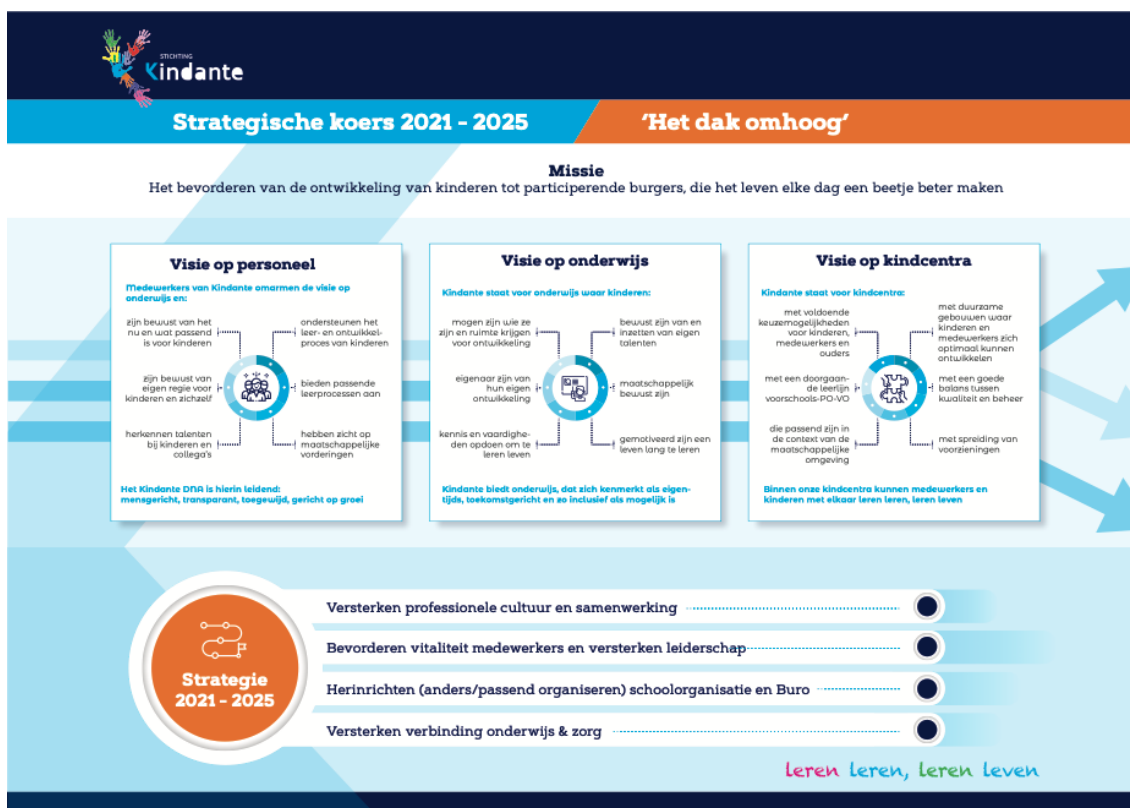 STICHTING
Kindante
Strategische koers 2021 - 2025
'Het dak omhoog'
Missie
Het bevorderen van de ontwikkeling van kinderen tot participerende burgers, die het leven elke dag een beetje beter maken
Visie op personeel
Medewerkers van Kindante omarmen de visie op
onderwijs en:
zijn bewust van het
nu en wat passend
is voor kinderen
ondersteunen het
leer- en ontwikkel-
proces van kinderen
zijn bewust van
eigen regie voor
kinderen en zichzelf
bieden passende
leerprocessen aan
herkennen talenten
bij kinderen en
collega's
hebben zicht op
maatschappelijke
vorderingen
Het Kindante DNA is hierin leidend:
mensgericht, transparant, toegewijd, gericht op groei
Visie op onderwijs
Kindante staat voor onderwijs waar kinderen:
mogen zijn wie ze
zijn en ruimte krijgen
voor ontwikkeling
bewust zijn van en
inzetten van eigen
talenten
eigenaar zijn van
hun eigen
ontwikkeling
maatschappelijk
bewust zijn
kennis en vaardighe-
den opdoen om te
leren leven
gemotiveerd zijn een
leven lang te leren
Kindante biedt onderwijs, dat zich kenmerkt als eigen-
tijds, toekomstgericht en zo inclusief als mogelijk is
Visie op kindcentra
Kindante staat voor kindcentra:
met voldoende
keuzemogelijkheden
voor kinderen,
medewerkers en
ouders
met duurzame
gebouwen waar
kinderen en
medewerkers zich
optimaal kunnen
ontwikkelen
met een doorgaan-
de leerlijn
voorschools-PO-VO
met een goede
balans tussen
kwaliteit en beheer
die passend zijn in
de context van de
maatschappelijke
omgeving
met spreiding van
voorzieningen
Binnen onze kindcentra kunnen medewerkers en
kinderen met elkaar leren leren, leren leven
Strategie
2021 - 2025
Versterken professionele cultuur en samenwerking
Bevorderen vitaliteit medewerkers en versterken leiderschap
Herinrichten (anders/passend organiseren) schoolorganisatie en Buro
Versterken verbinding onderwijs & zorg
leren leren, leren leven